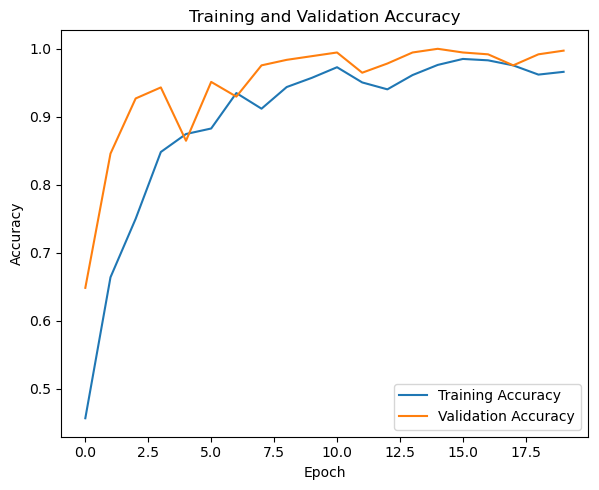 Training and Validation Accuracy
1.0
0.9
0.8
0.7
0.6
0.5
Accuracy
0.0 2.5 5.0 7.5 10.0 12.5 15.0 17.5
Epoch
Training Accuracy
Validation Accuracy